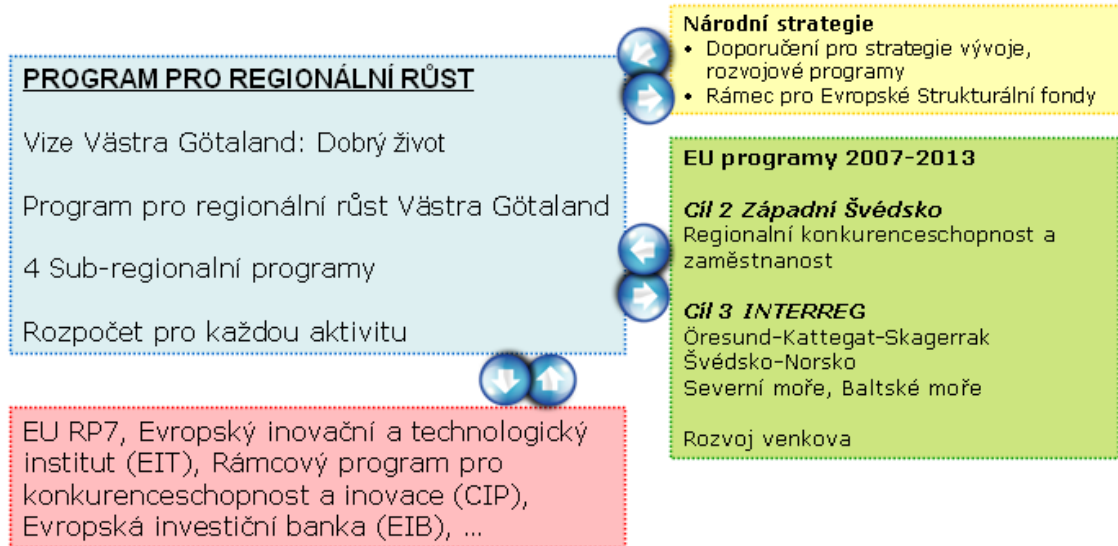 PROGRAM PRO REGIONÁLNÍ RŮST
Vize Västra Götaland: Dobrý život
Program pro regionální růst Västra Götaland
4 Sub-regionální programy
Rozpočet pro každou aktivitu
Národní strategie
• Doporučení pro strategie vývoje,
rozvojové programy
• Rámec pro Evropské Strukturální fondy
EU programy 2007-2013
Cíl 2 Západní Švédsko
Regionalní konkurenceschopnost a
zaměstnanost
Cíl 3 INTERREG
Öresund-Kattegat-Skagerrak
Švédsko-Norsko
Severní moře, Baltské moře
Rozvoj venkova
EU RP7, Evropský inovační a technologický
institut (EIT), Rámcový program pro
konkurenceschopnost a inovace (CIP),
Evropská investiční banka (EIB), ...